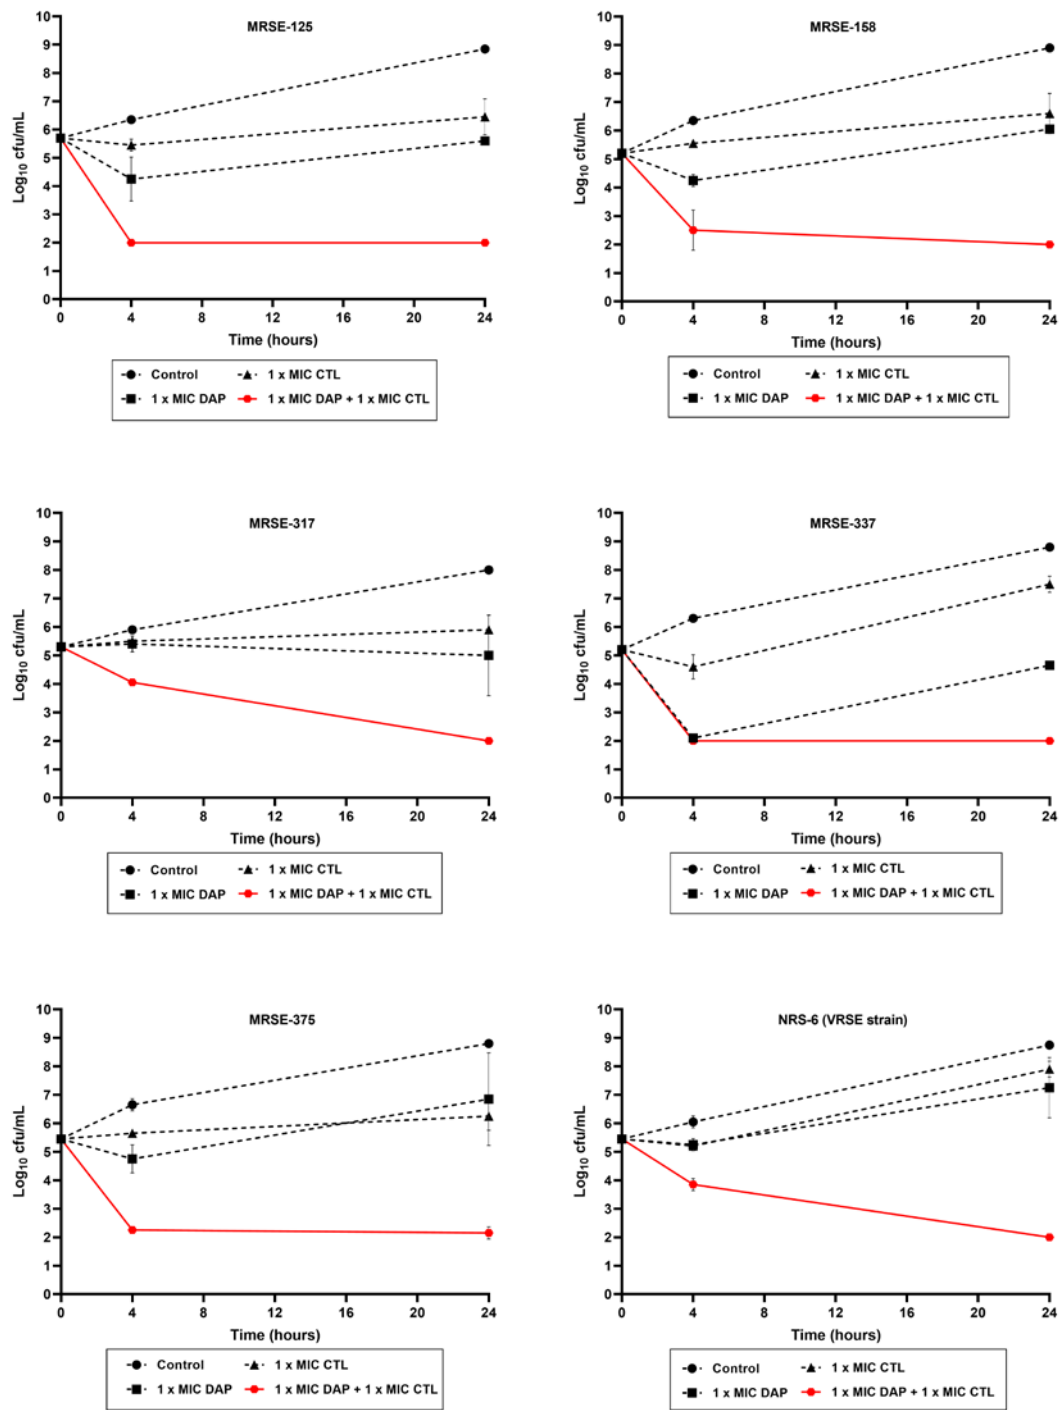 MRSE-125
10
9
8
7
6
5
4
3
2
1
0
Log10 cfu/mL
0 4 8 12 16 20 24
Time (hours)
Control 1 x MIC CTL
1 x MIC DAP 1 x MIC DAP + 1 x MIC CTL
MRSE-158
10
9
8
7
6
5
4
3
2
1
0
Log10 cfu/mL
0 4 8 12 16 20 24
Time (hours)
Control 1 x MIC CTL
1 x MIC DAP 1 x MIC DAP + 1 x MIC CTL
MRSE-317
10
9
8
7
6
5
4
3
2
1
0
Log10 cfu/mL
0 4 8 12 16 20 24
Time (hours)
Control 1 x MIC CTL
1 x MIC DAP 1 x MIC DAP + 1 x MIC CTL
MRSE-337
10
9
8
7
6
5
4
3
2
1
0
Log10 cfu/mL
0 4 8 12 16 20 24
Time (hours)
Control 1 x MIC CTL
1 x MIC DAP 1 x MIC DAP + 1 x MIC CTL
MRSE-375
10
9
8
7
6
5
4
3
2
1
0
Log10 cfu/mL
0 4 8 12 16 20 24
Time (hours)
Control 1 x MIC CTL
1 x MIC DAP 1 x MIC DAP + 1 x MIC CTL
NRS-6 (VRSE strain)
10
9
8
7
6
5
4
3
2
1
0
Log10 cfu/mL
0 4 8 12 16 20 24
Time (hours)
Control 1 x MIC CTL
1 x MIC DAP 1 x MIC DAP + 1 x MIC CTL